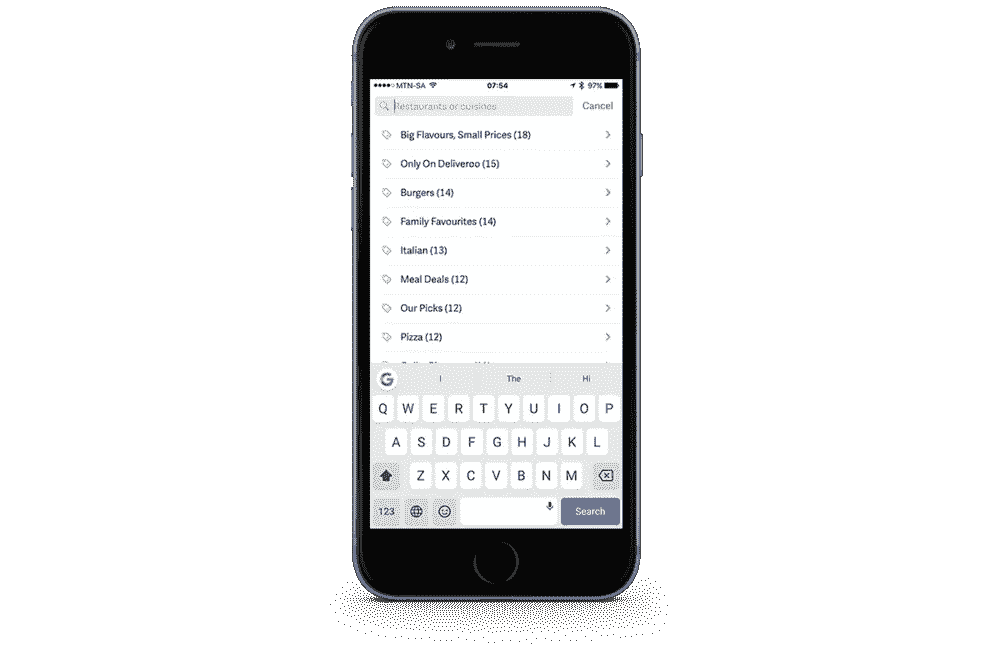 MTN-SA 07:54 97%
Restaurants or cuisines Cancel
Big Flavours, Small Prices (18)
Only On Deliveroo (15)
Burgers (14)
Family Favourites (14)
Italian (13)
Meal Deals (12)
Our Picks (12)
Pizza (12)
G I The Hi
Q W E R T Y U I O P
A S D F G H J K L
Z X C V B N M
123 Search